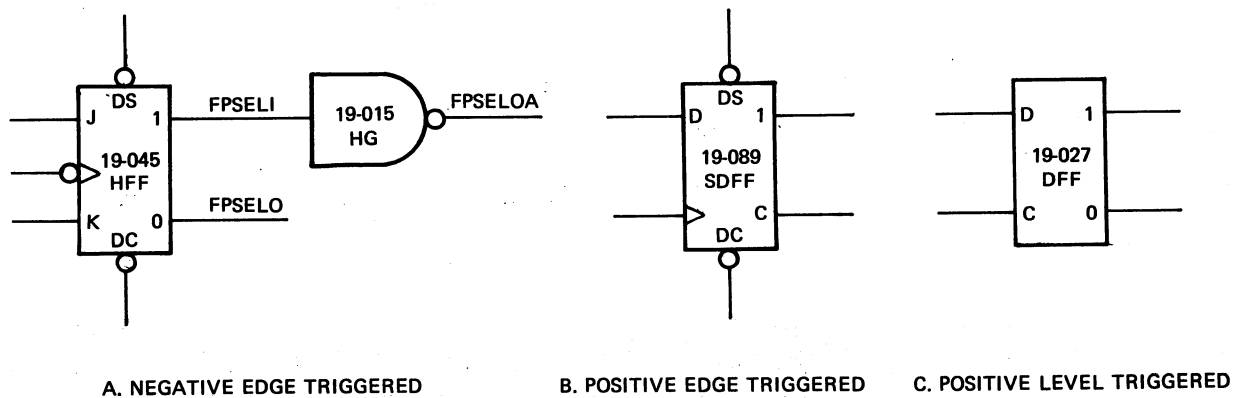 DS
J 1
19-045
HFF
K 0
DC
FPSELI
FPSELO
19-015
HG
FPSELOA
DS
D 1
19-089
SDFF
C
DC
D 1
19-027
DFF
C 0
A. NEGATIVE EDGE TRIGGERED
B. POSITIVE EDGE TRIGGERED
C. POSITIVE LEVEL TRIGGERED